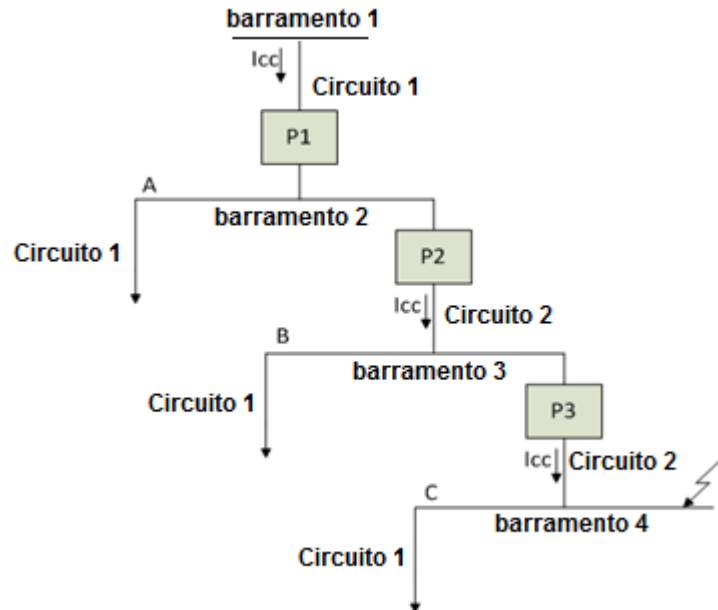 barramento 1
Icc
Circuito 1
P1
A
barramento 2
Circuito 1
P2
Icc
Circuito 2
B
barramento 3
Circuito 1
P3
Icc
Circuito 2
C
barramento 4
Circuito 1